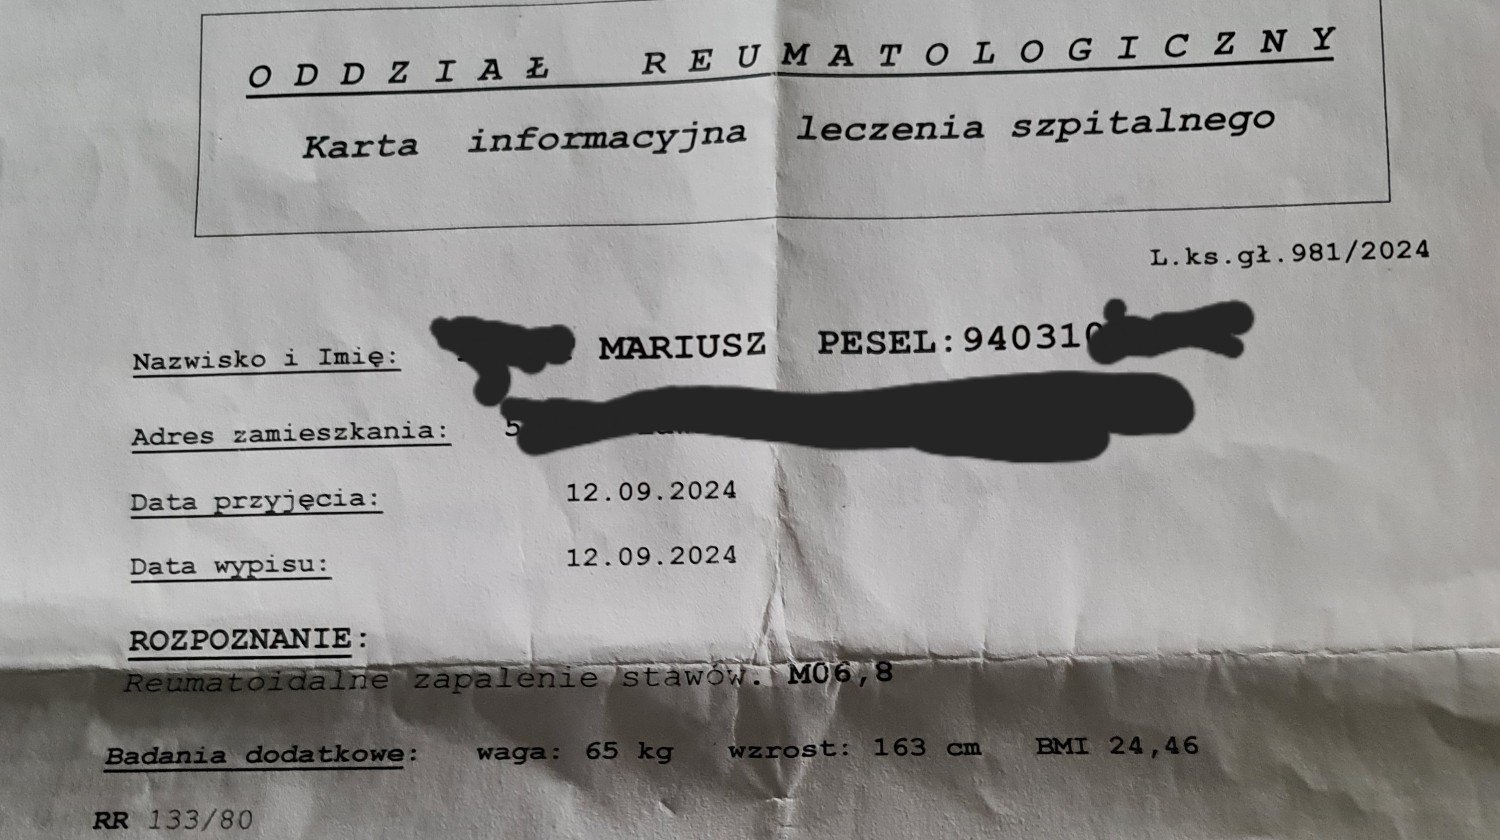 ODDZIAŁ REUMATOLOGICZNY
Karta informacyjna leczenia szpitalnego
L.ks.gł.981/2024
Nazwisko i Imię: MARIUSZ PESEL:940310
Adres zamieszkania: 5
Data przyjęcia: 12.09.2024
Data wypisu: 12.09.2024
ROZPOZNANIE:
Reumatoidalne zapalenie stawów. M06,8
Badania dodatkowe: waga: 65 kg wzrost: 163 cm BMI 24,46
RR 133/80